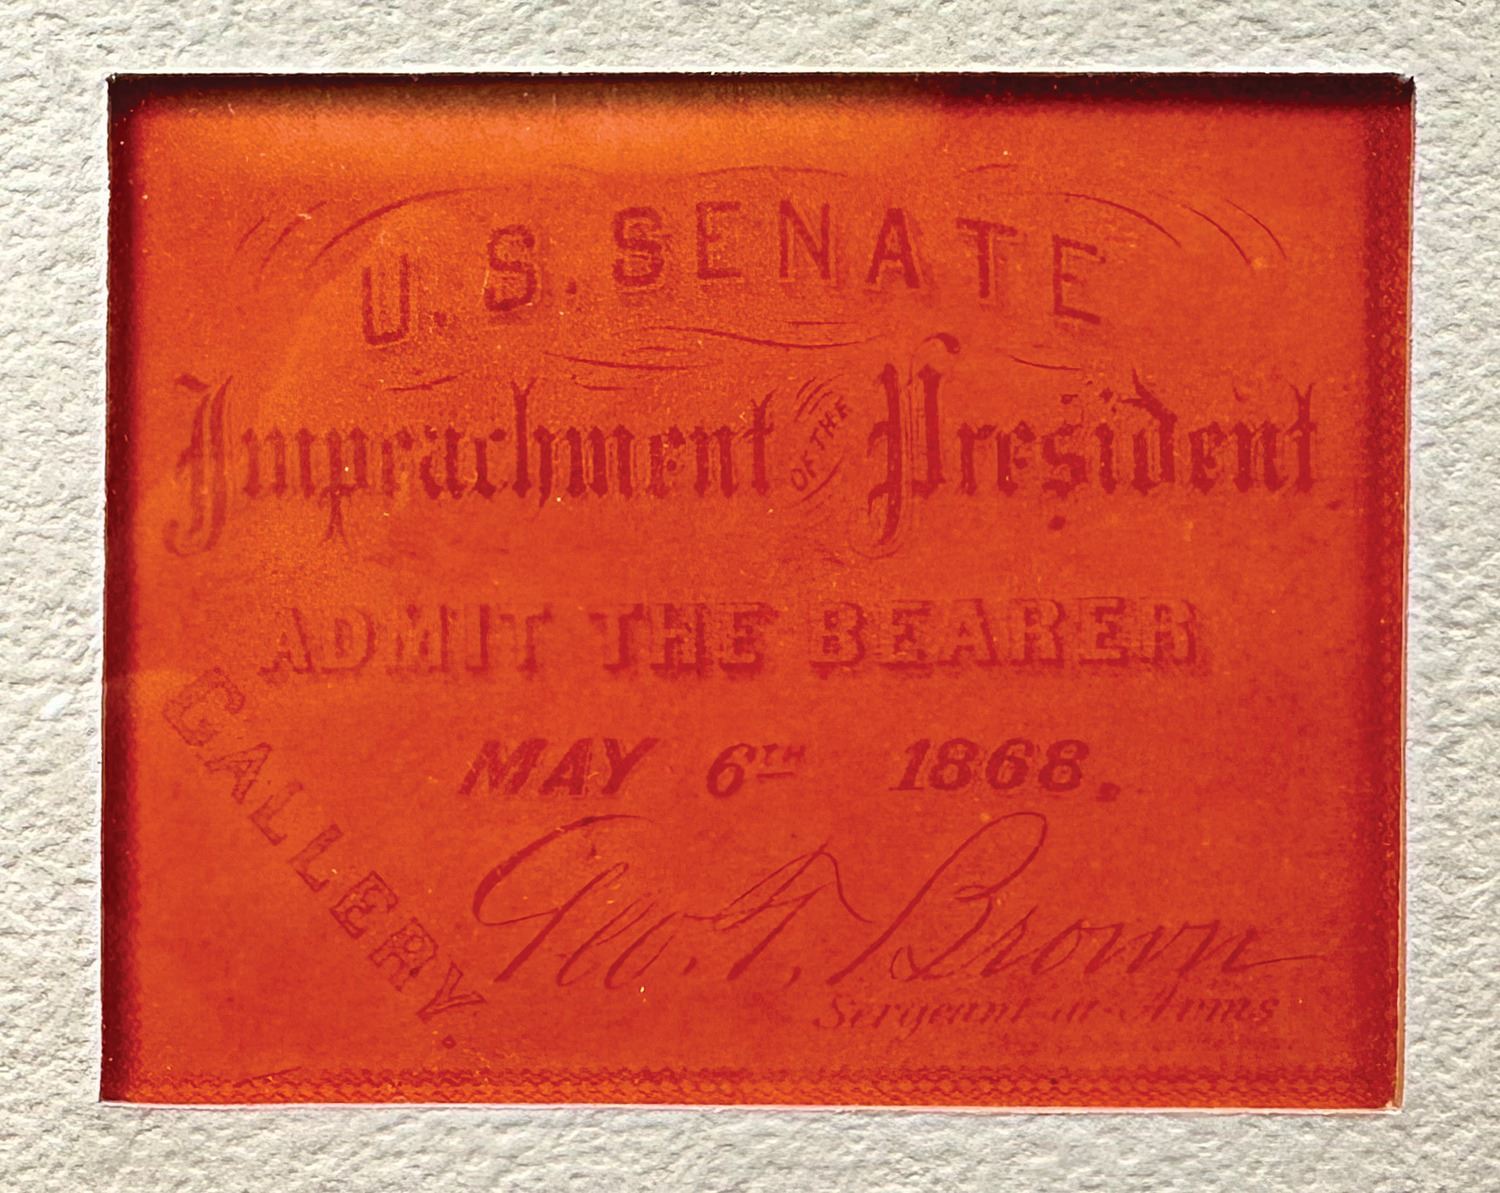 U.S. SENATE
Impeachment OF THE President
ADMIT THE BEARER
MAY 6TH 1868.
GALLERY.
Geo. T. Brown
Sergeant-at-Arms